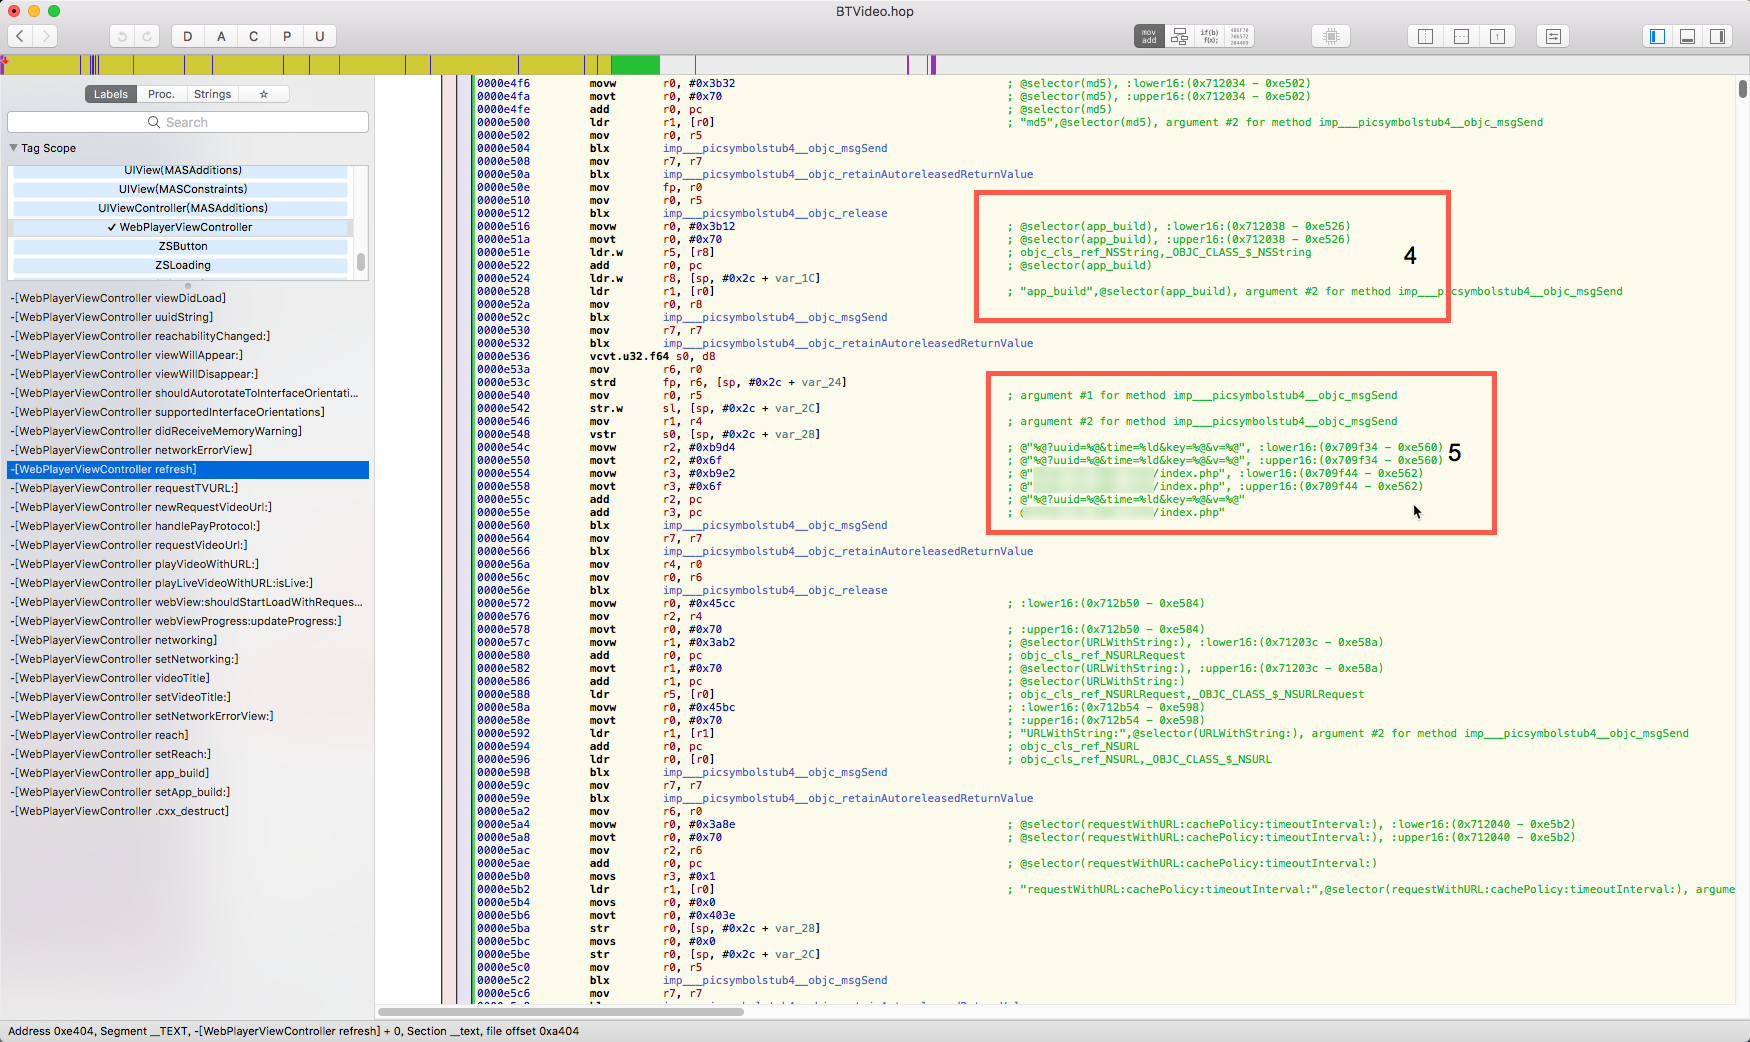 BTVideo.hop
D A C P U
mov
add
if(b)
f(x);
Labels Proc. Strings ☆
Search
Tag Scope
UIView(MASAdditions)
UIView(MASConstraints)
UIViewController(MASAdditions)
✓ WebPlayerViewController
ZSButton
ZSLoading
-[WebPlayerViewController viewDidLoad]
-[WebPlayerViewController uuidString]
-[WebPlayerViewController reachabilityChanged:]
-[WebPlayerViewController viewWillAppear:]
-[WebPlayerViewController viewWillDisappear:]
-[WebPlayerViewController shouldAutorotateToInterfaceOrientati...
-[WebPlayerViewController supportedInterfaceOrientations]
-[WebPlayerViewController didReceiveMemoryWarning]
-[WebPlayerViewController networkErrorView]
-[WebPlayerViewController refresh]
-[WebPlayerViewController requestTVURL:]
-[WebPlayerViewController newRequestVideoUrl:]
-[WebPlayerViewController handlePayProtocol:]
-[WebPlayerViewController requestVideoUrl:]
-[WebPlayerViewController playVideoWithURL:]
-[WebPlayerViewController playLiveVideoWithURL:isLive:]
-[WebPlayerViewController webView:shouldStartLoadWithReques...
-[WebPlayerViewController webViewProgress:updateProgress:]
-[WebPlayerViewController networking]
-[WebPlayerViewController setNetworking:]
-[WebPlayerViewController videoTitle]
-[WebPlayerViewController setVideoTitle:]
-[WebPlayerViewController setNetworkErrorView:]
-[WebPlayerViewController reach]
-[WebPlayerViewController setReach:]
-[WebPlayerViewController app_build]
-[WebPlayerViewController setApp_build:]
-[WebPlayerViewController .cxx_destruct]
0000e4f6 movw r0, #0x3b32 ; @selector(md5), :lower16:(0x712034 - 0xe502)
0000e4fa movt r0, #0x70 ; @selector(md5), :upper16:(0x712034 - 0xe502)
0000e4fe add r0, pc ; @selector(md5)
0000e500 ldr r1, [r0] ; "md5",@selector(md5), argument #2 for method imp___picsymbolstub4__objc_msgSend
0000e502 mov r0, r5
0000e504 blx imp___picsymbolstub4__objc_msgSend
0000e508 mov r7, r7
0000e50a blx imp___picsymbolstub4__objc_retainAutoreleasedReturnValue
0000e50e mov fp, r0
0000e510 mov r0, r5
0000e512 blx imp___picsymbolstub4__objc_release
0000e516 movw r0, #0x3b12 ; @selector(app_build), :lower16:(0x712038 - 0xe526)
0000e51a movt r0, #0x70 ; @selector(app_build), :upper16:(0x712038 - 0xe526)
0000e51e ldr.w r5, [r8] ; objc_cls_ref_NSString,_OBJC_CLASS_$_NSString
4
0000e522 add r0, pc ; @selector(app_build)
0000e524 ldr.w r8, [sp, #0x2c + var_1C]
0000e528 ldr r1, [r0] ; "app_build",@selector(app_build), argument #2 for method imp___picsymbolstub4__objc_msgSend
0000e52a mov r0, r8
0000e52c blx imp___picsymbolstub4__objc_msgSend
0000e530 mov r7, r7
0000e532 blx imp___picsymbolstub4__objc_retainAutoreleasedReturnValue
0000e536 vcvt.u32.f64 s0, d8
0000e53a mov r6, r0
0000e53c strd fp, r6, [sp, #0x2c + var_24]
0000e540 mov r0, r5 ; argument #1 for method imp___picsymbolstub4__objc_msgSend
0000e542 str.w sl, [sp, #0x2c + var_2C]
0000e546 mov r1, r4 ; argument #2 for method imp___picsymbolstub4__objc_msgSend
0000e548 vstr s0, [sp, #0x2c + var_28]
0000e54c movw r2, #0xb9d4 ; @"%@?uuid=%@&time=%ld&key=%@&v=%@", :lower16:(0x709f34 - 0xe560)
5
0000e550 movt r2, #0x6f ; @"%@?uuid=%@&time=%ld&key=%@&v=%@", :upper16:(0x709f34 - 0xe560)
0000e554 movw r3, #0xb9e2 ; @" /index.php", :lower16:(0x709f44 - 0xe562)
0000e558 movt r3, #0x6f ; @" /index.php", :upper16:(0x709f44 - 0xe562)
0000e55c add r2, pc ; @"%@?uuid=%@&time=%ld&key=%@&v=%@"
0000e55e add r3, pc ; /index.php"
0000e560 blx imp___picsymbolstub4__objc_msgSend
0000e564 mov r7, r7
0000e566 blx imp___picsymbolstub4__objc_retainAutoreleasedReturnValue
0000e56a mov r4, r0
0000e56c mov r0, r6
0000e56e blx imp___picsymbolstub4__objc_release
0000e572 movw r0, #0x45cc ; :lower16:(0x712b50 - 0xe584)
0000e576 mov r2, r4
0000e578 movt r0, #0x70 ; :upper16:(0x712b50 - 0xe584)
0000e57c movw r1, #0x3ab2 ; @selector(URLWithString:), :lower16:(0x71203c - 0xe58a)
0000e580 add r0, pc ; objc_cls_ref_NSURLRequest
0000e582 movt r1, #0x70 ; @selector(URLWithString:), :upper16:(0x71203c - 0xe58a)
0000e586 add r1, pc ; @selector(URLWithString:)
0000e588 ldr r5, [r0] ; objc_cls_ref_NSURLRequest,_OBJC_CLASS_$_NSURLRequest
0000e58a movw r0, #0x45bc ; :lower16:(0x712b54 - 0xe598)
0000e58e movt r0, #0x70 ; :upper16:(0x712b54 - 0xe598)
0000e592 ldr r1, [r1] ; "URLWithString:",@selector(URLWithString:), argument #2 for method imp___picsymbolstub4__objc_msgSend
0000e594 add r0, pc ; objc_cls_ref_NSURL
0000e596 ldr r0, [r0] ; objc_cls_ref_NSURL,_OBJC_CLASS_$_NSURL
0000e598 blx imp___picsymbolstub4__objc_msgSend
0000e59c mov r7, r7
0000e59e blx imp___picsymbolstub4__objc_retainAutoreleasedReturnValue
0000e5a2 mov r6, r0
0000e5a4 movw r0, #0x3a8e ; @selector(requestWithURL:cachePolicy:timeoutInterval:), :lower16:(0x712040 - 0xe5b2)
0000e5a8 movt r0, #0x70 ; @selector(requestWithURL:cachePolicy:timeoutInterval:), :upper16:(0x712040 - 0xe5b2)
0000e5ac mov r2, r6
0000e5ae add r0, pc ; @selector(requestWithURL:cachePolicy:timeoutInterval:)
0000e5b0 movs r3, #0x1
0000e5b2 ldr r1, [r0] ; "requestWithURL:cachePolicy:timeoutInterval:",@selector(requestWithURL:cachePolicy:timeoutInterval:), argume
0000e5b4 movs r0, #0x0
0000e5b6 movt r0, #0x403e
0000e5ba str r0, [sp, #0x2c + var_28]
0000e5bc movs r0, #0x0
0000e5be str r0, [sp, #0x2c + var_2C]
0000e5c0 mov r0, r5
0000e5c2 blx imp___picsymbolstub4__objc_msgSend
0000e5c6 mov r7, r7
Address 0xe404, Segment __TEXT, -[WebPlayerViewController refresh] + 0, Section __text, file offset 0xa404